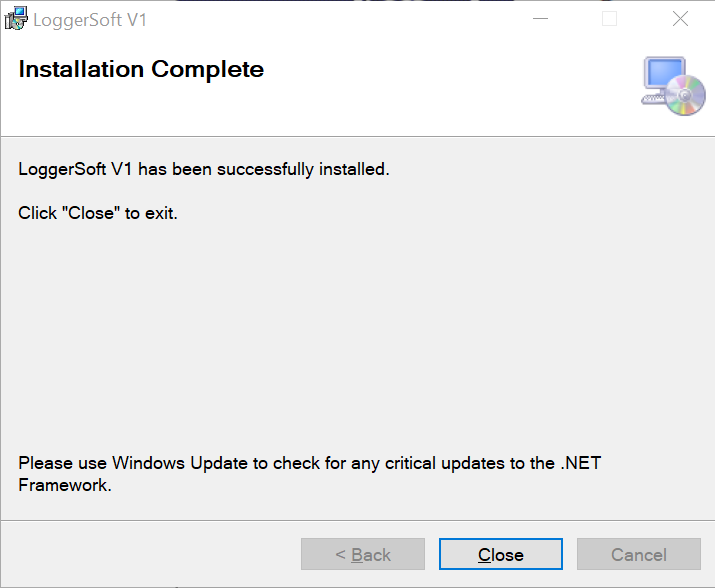 LoggerSoft V1
Installation Complete
LoggerSoft V1 has been successfully installed.
Click "Close" to exit.
Please use Windows Update to check for any critical updates to the .NET
Framework.
< Back Close Cancel